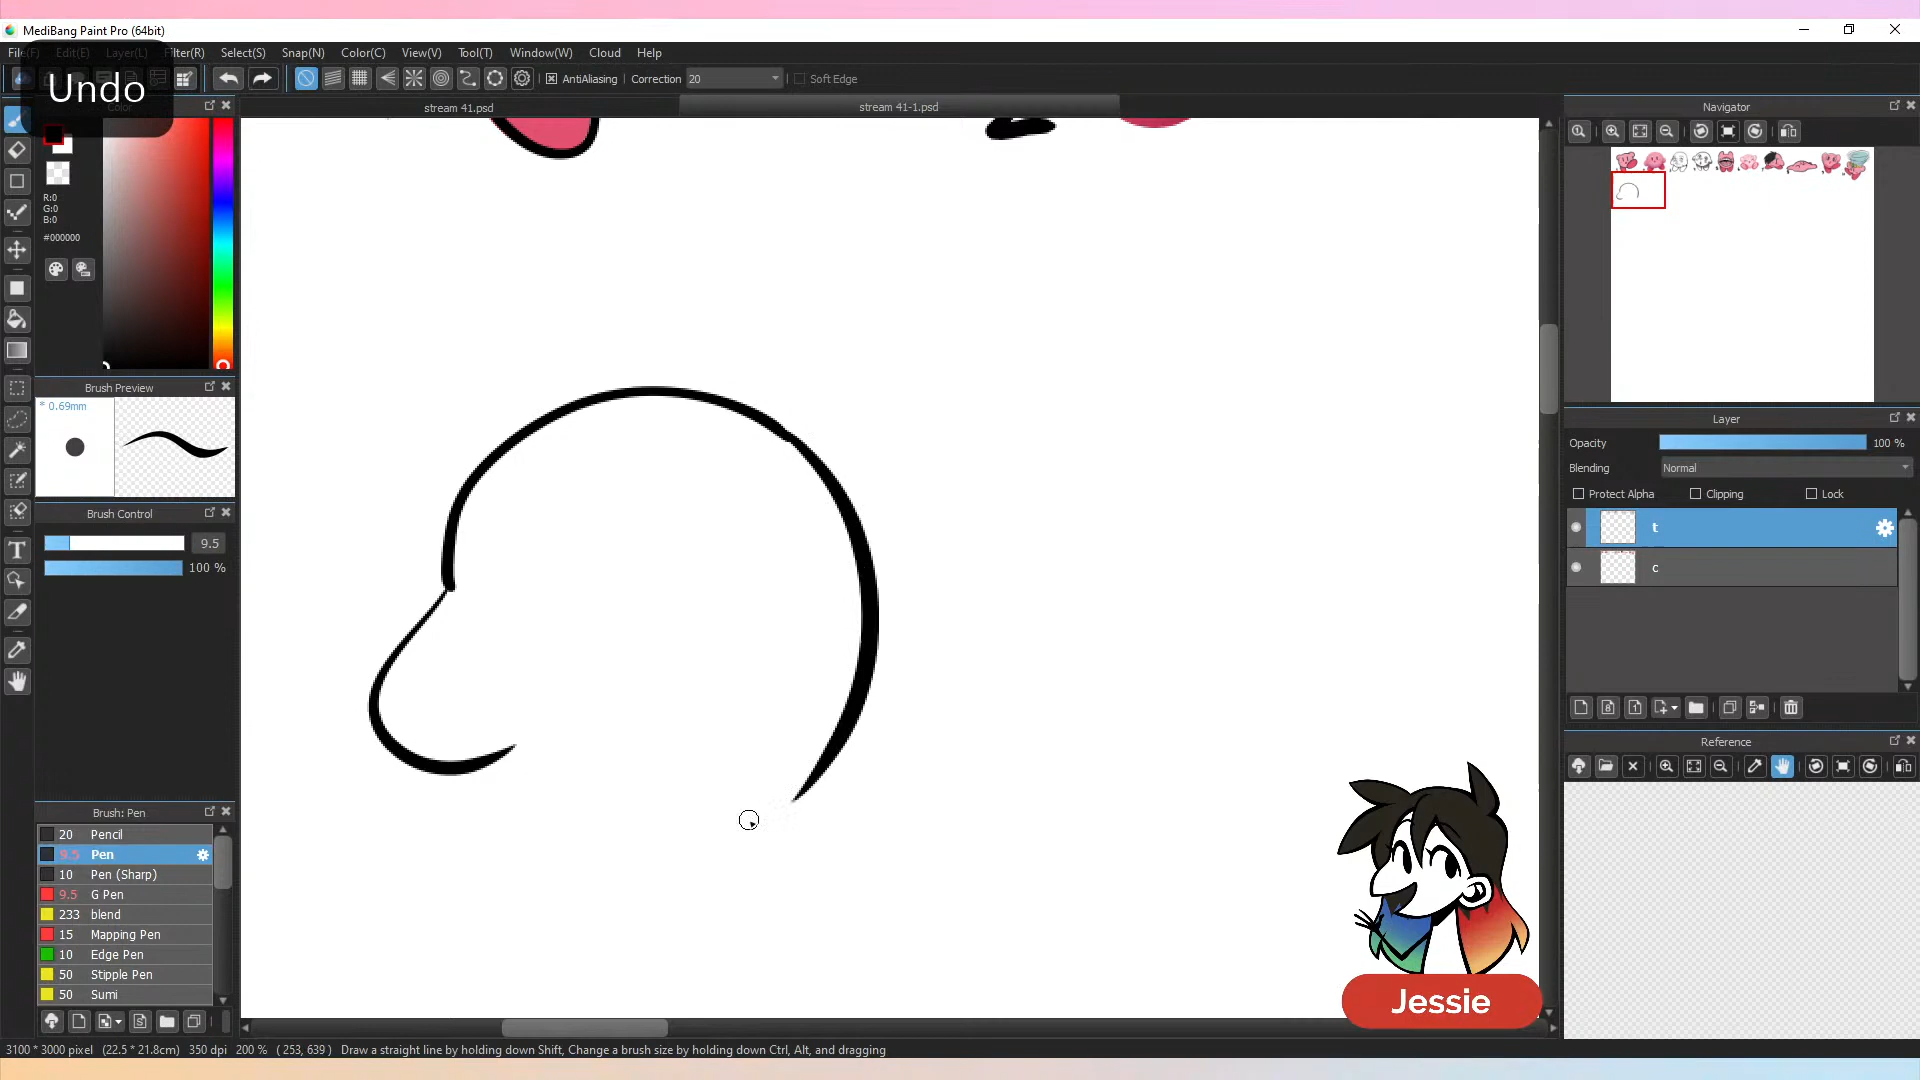 MediBang Paint Pro (64bit)
File(F) Edit(E) Layer(L) Filter(R) Select(S) Snap(N) Color(C) View(V) Tool(T) Window(W) Cloud Help
Undo
AntiAliasing Correction 20 Soft Edge
Color
stream 41.psd
stream 41-1.psd
Navigator
R:0
G:0
B:0
#000000
Brush Preview
* 0.69mm
Brush Control
9.5
100 %
Brush: Pen
20 Pencil
9.5 Pen
10 Pen (Sharp)
9.5 G Pen
233 blend
15 Mapping Pen
10 Edge Pen
50 Stipple Pen
50 Sumi
Layer
Opacity 100 %
Blending Normal
Protect Alpha Clipping Lock
t
c
Reference
Jessie
3100 * 3000 pixel (22.5 * 21.8cm) 350 dpi 200 % ( 253, 639 ) Draw a straight line by holding down Shift, Change a brush size by holding down Ctrl, Alt, and dragging